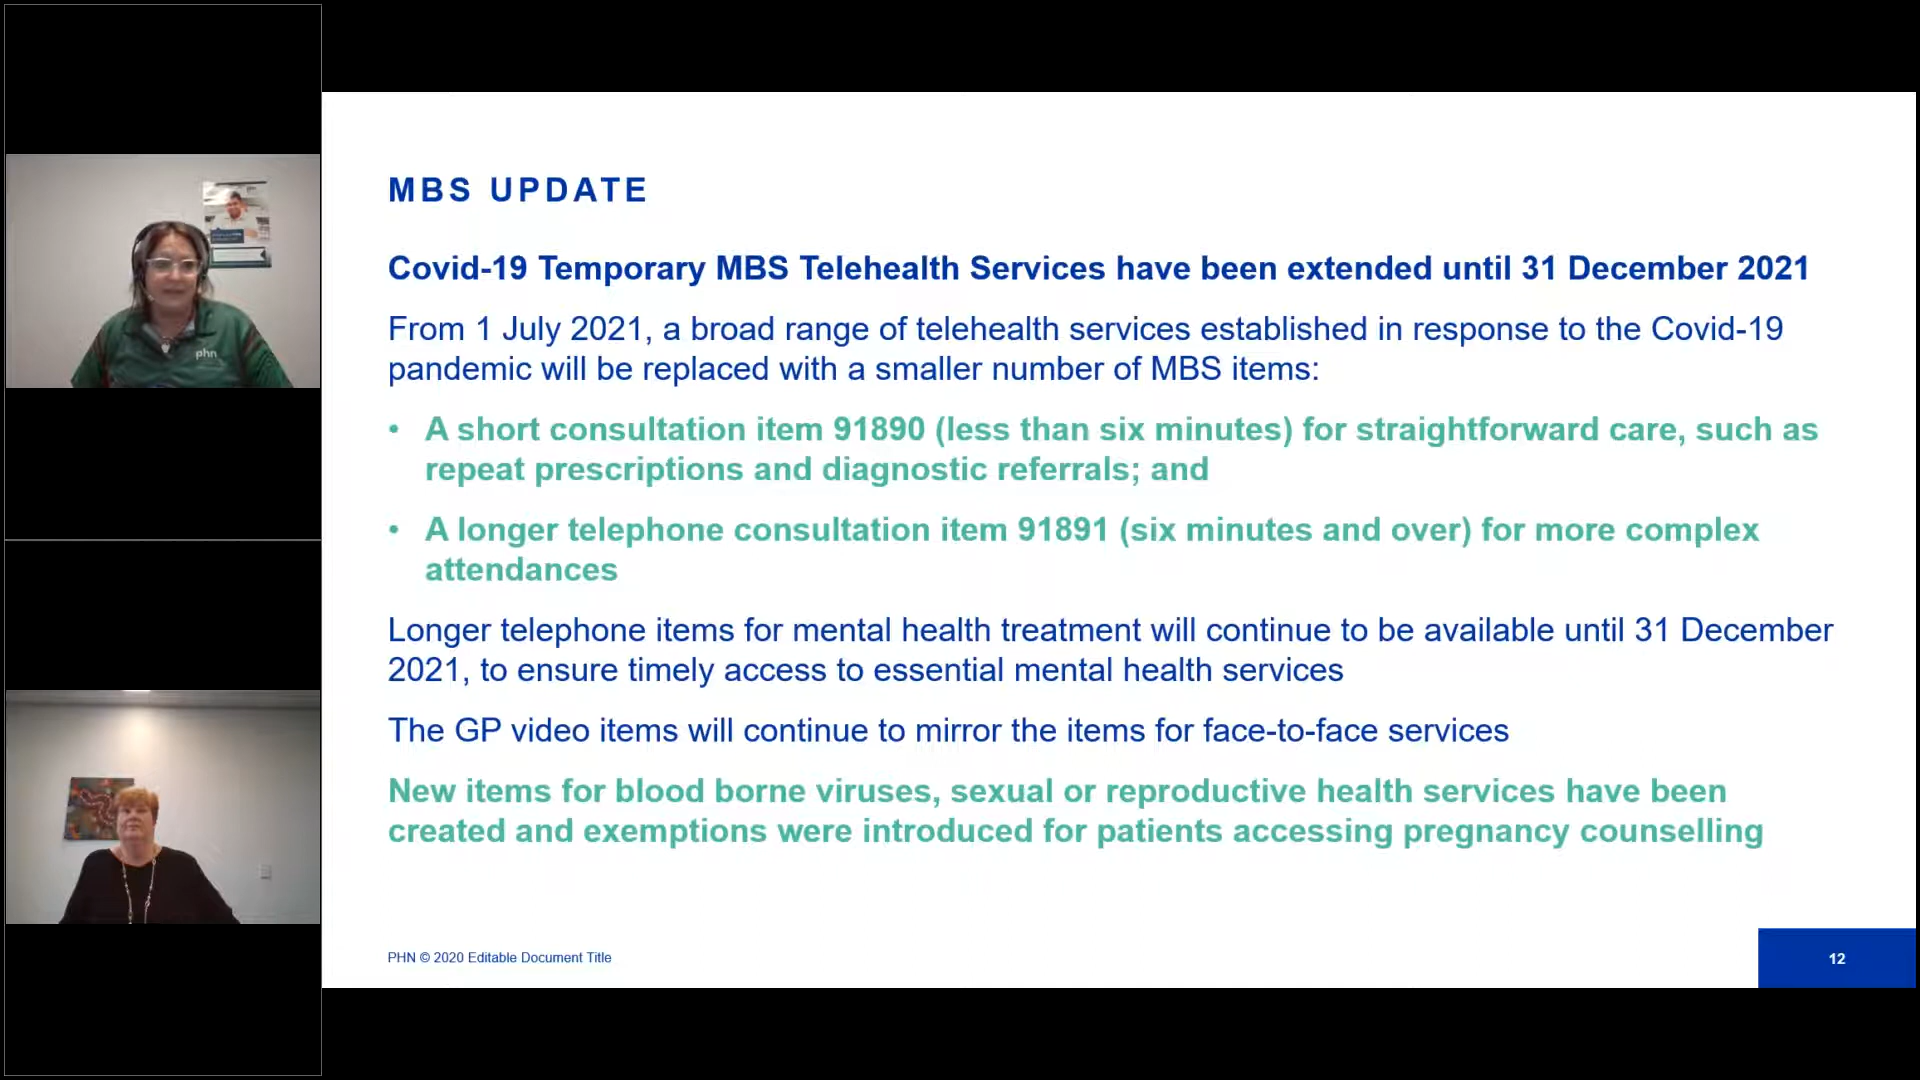 MBS UPDATE
Covid-19 Temporary MBS Telehealth Services have been extended until 31 December 2021
From 1 July 2021, a broad range of telehealth services established in response to the Covid-19
pandemic will be replaced with a smaller number of MBS items:
• A short consultation item 91890 (less than six minutes) for straightforward care, such as
repeat prescriptions and diagnostic referrals; and
• A longer telephone consultation item 91891 (six minutes and over) for more complex
attendances
Longer telephone items for mental health treatment will continue to be available until 31 December
2021, to ensure timely access to essential mental health services
The GP video items will continue to mirror the items for face-to-face services
New items for blood borne viruses, sexual or reproductive health services have been
created and exemptions were introduced for patients accessing pregnancy counselling
PHN © 2020 Editable Document Title
12
phn